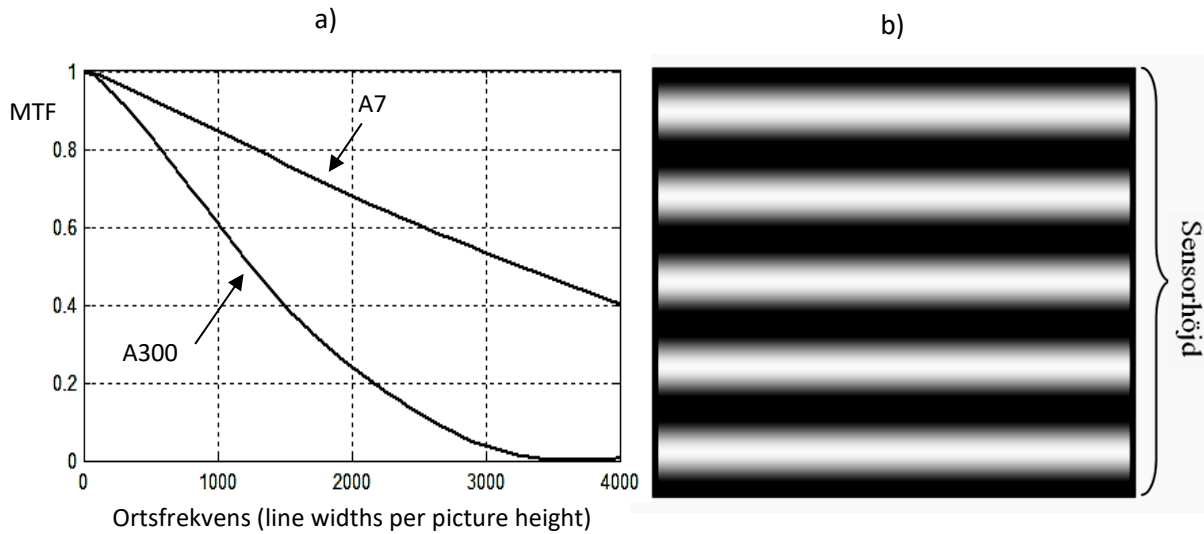 a)
b)
MTF
1
0.8
0.6
0.4
0.2
0
A7
A300
0 1000 2000 3000 4000
Ortsfrekvens (line widths per picture height)
Sensorhöjd